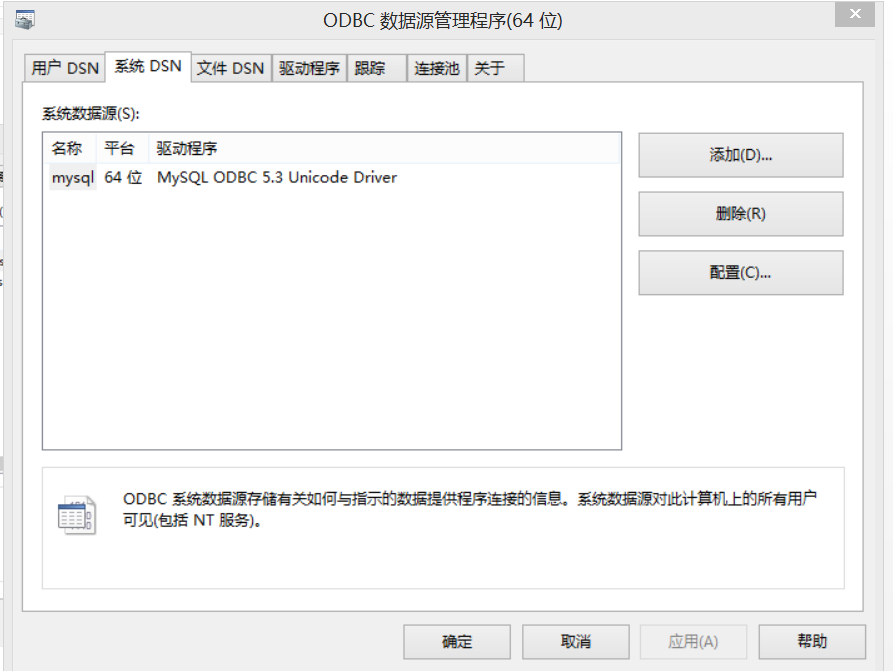 ODBC 数据源管理程序(64 位)
用户 DSN
系统 DSN
文件 DSN
驱动程序
跟踪
连接池
关于
系统数据源(S):
名称 平台 驱动程序
mysql 64 位 MySQL ODBC 5.3 Unicode Driver
添加(D)...
删除(R)
配置(C)...
ODBC 系统数据源存储有关如何与指示的数据提供程序连接的信息。系统数据源对此计算机上的所有用户
可见(包括 NT 服务)。
确定
取消
应用(A)
帮助